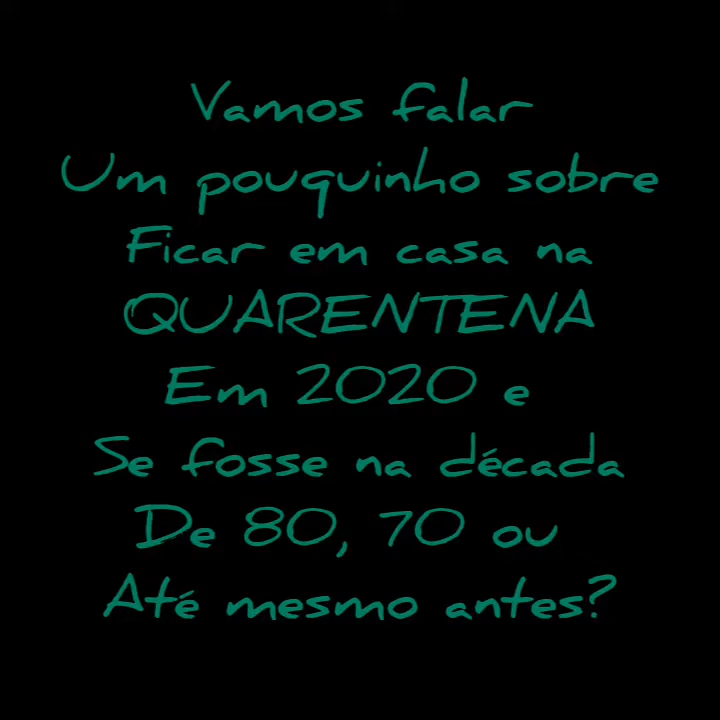 Vamos falar
Um pouquinho sobre
Ficar em casa na
QUARENTENA
Em 2020 e
Se fosse na década
De 80, 70 ou
Até mesmo antes?